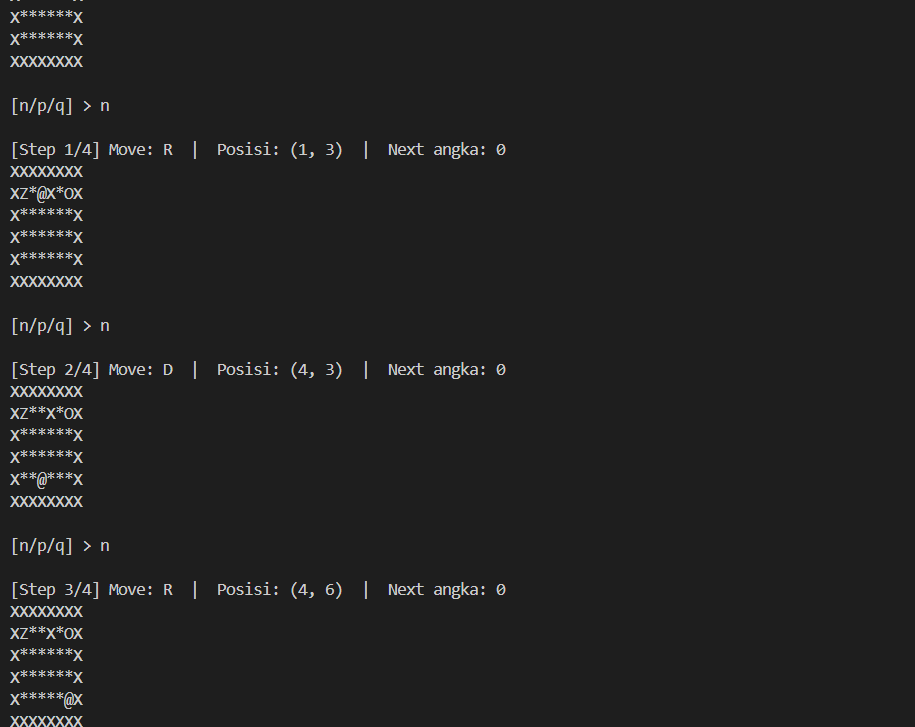 X******X
X******X
XXXXXXXX
[n/p/q] > n
[Step 1/4] Move: R | Posisi: (1, 3) | Next angka: 0
XXXXXXXX
XZ*@X*OX
X******X
X******X
X******X
XXXXXXXX
[n/p/q] > n
[Step 2/4] Move: D | Posisi: (4, 3) | Next angka: 0
XXXXXXXX
XZ**X*OX
X******X
X******X
X**@***X
XXXXXXXX
[n/p/q] > n
[Step 3/4] Move: R | Posisi: (4, 6) | Next angka: 0
XXXXXXXX
XZ**X*OX
X******X
X******X
X*****@X
XXXXXXXX